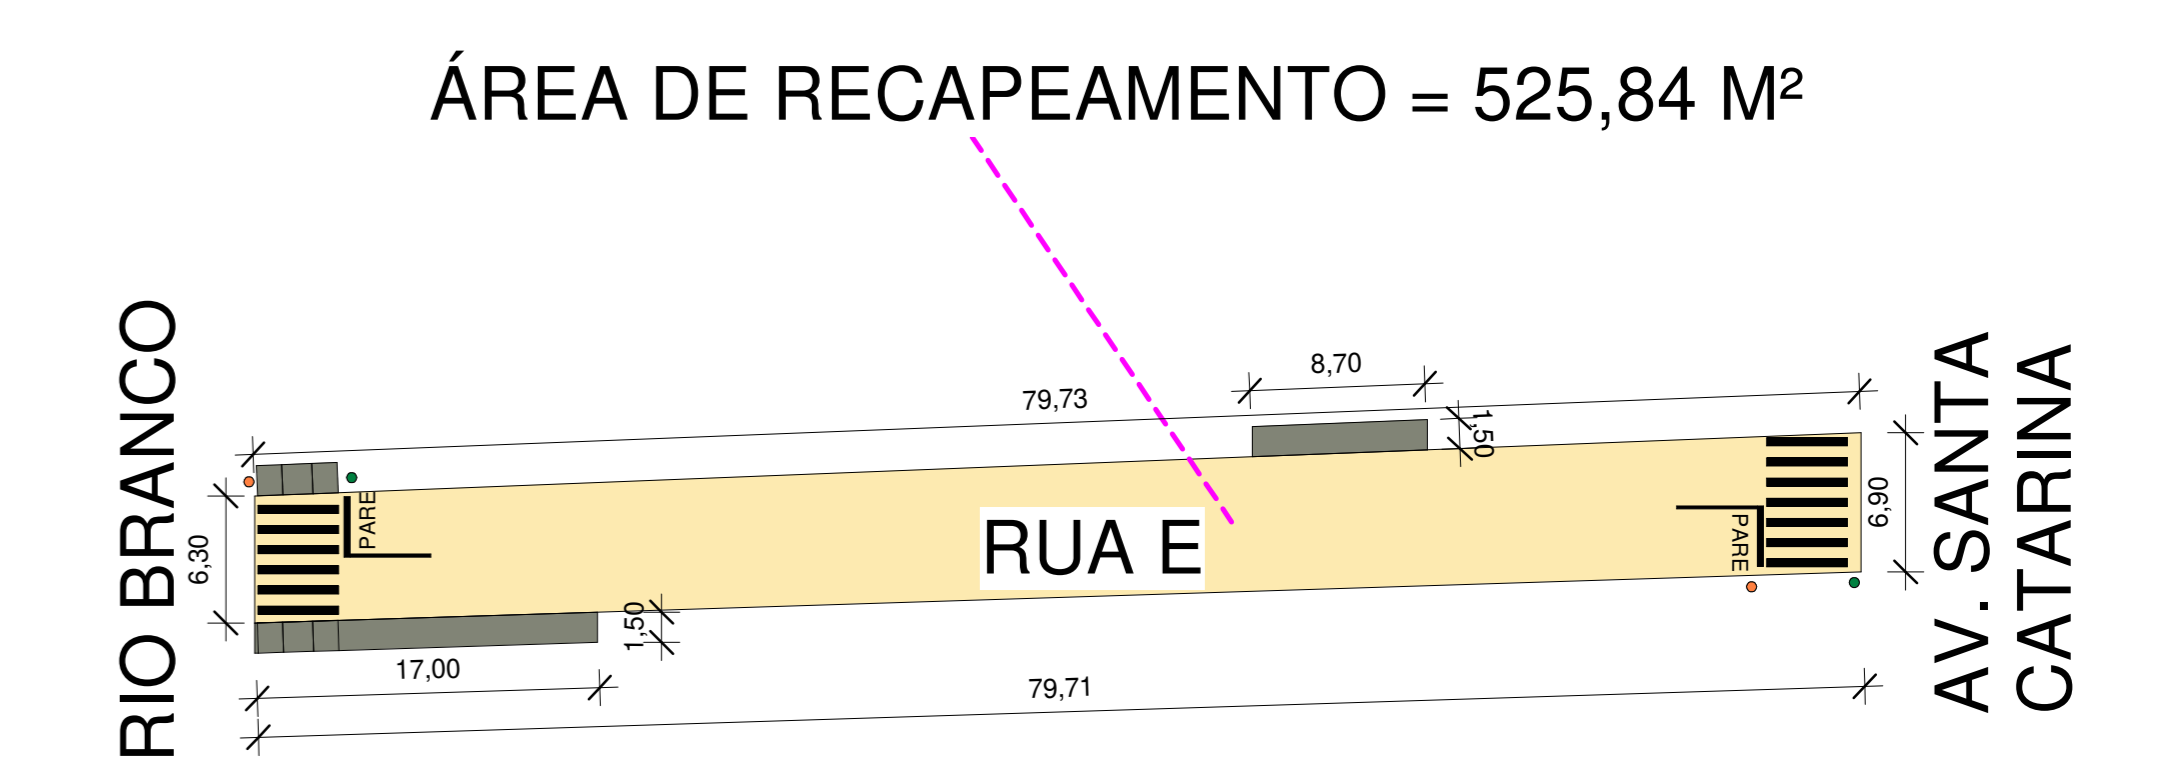 ÁREA DE RECAPEAMENTO = 525,84 M²
8,70
79,73
1,50
RIO BRANCO
6,30
PARE
RUA E
PARE
6,90
AV. SANTA
CATARINA
1,50
17,00
79,71